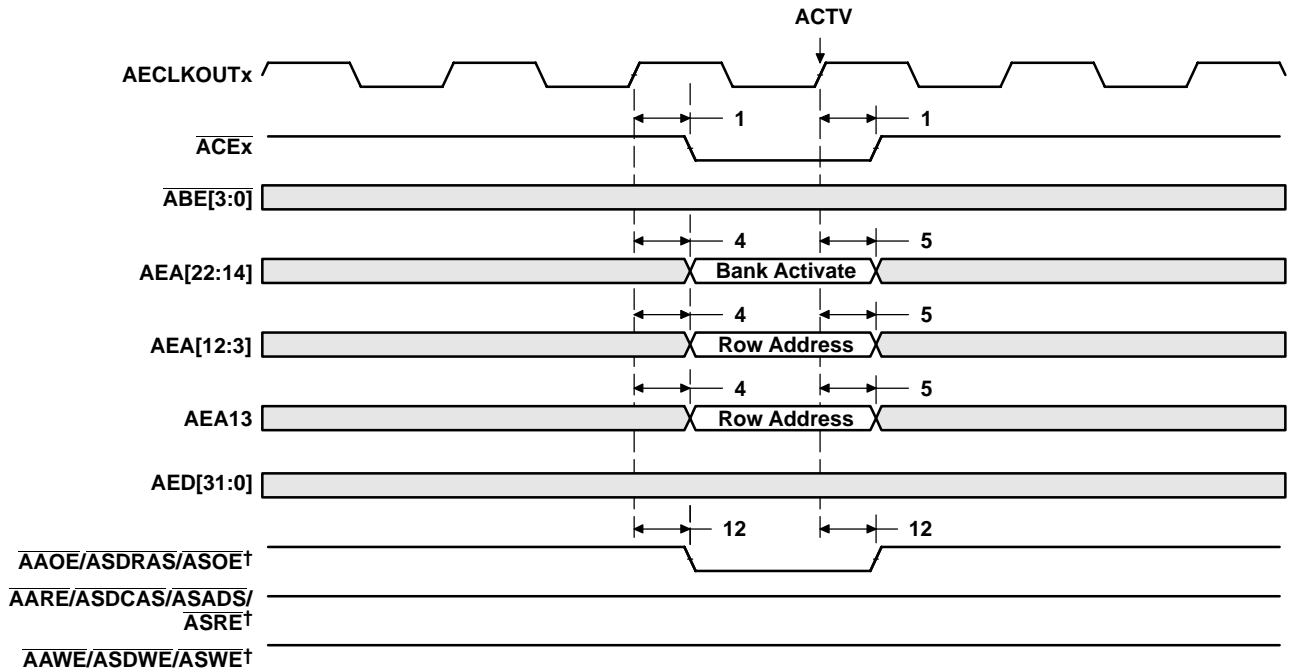 ACTV
AECLKOUTx
1 1
ACEx
ABE[3:0]
4 5
AEA[22:14] Bank Activate
4 5
AEA[12:3] Row Address
4 5
AEA13 Row Address
AED[31:0]
12 12
AAOE/ASDRAS/ASOE†
AARE/ASDCAS/ASADS/
ASRE†
AAWE/ASDWE/ASWE†